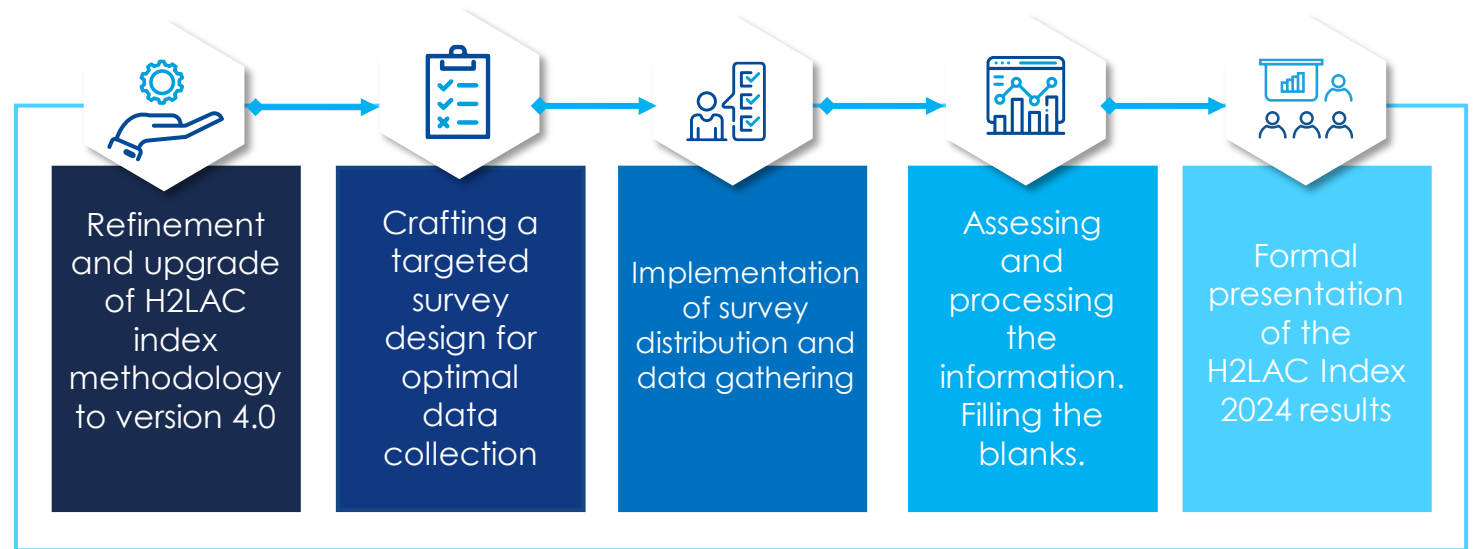 Refinement
and upgrade
of H2LAC
index
methodology
to version 4.0
Crafting a
targeted
survey
design for
optimal
data
collection
Implementation
of survey
distribution and
data gathering
Assessing
and
processing
the
information.
Filling the
blanks.
Formal
presentation
of the
H2LAC Index
2024 results